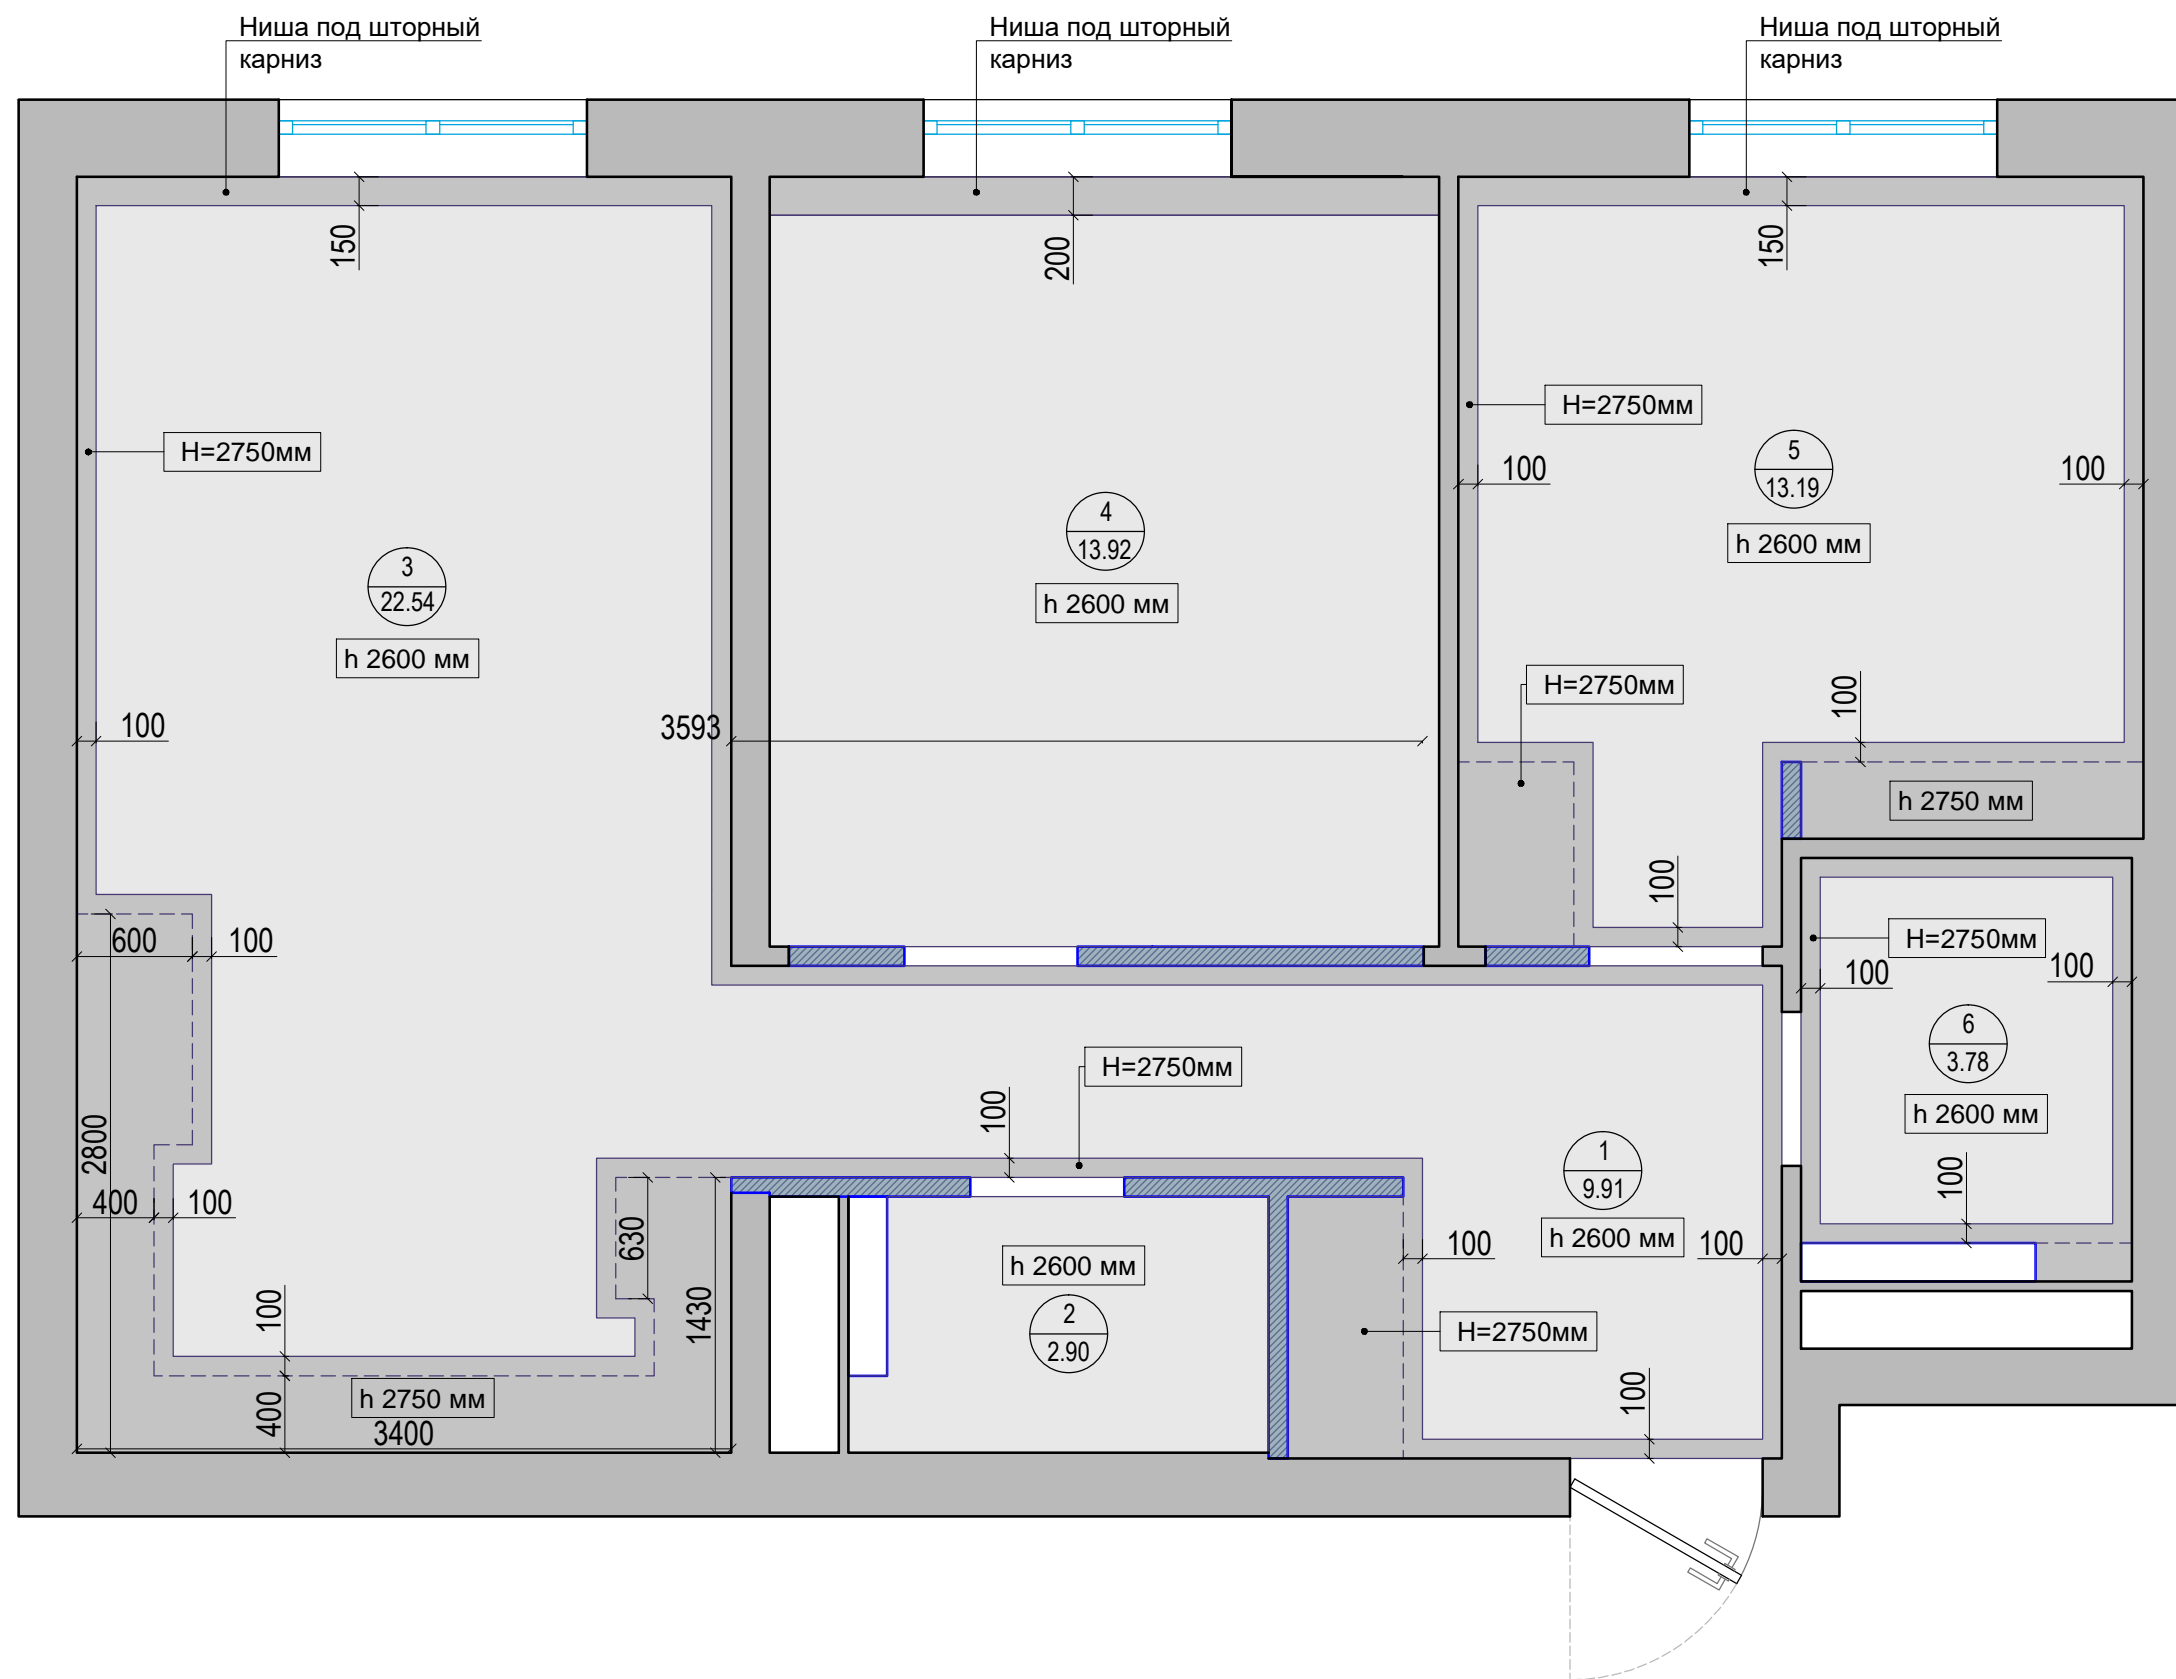 Ниша под шторный
карниз
Ниша под шторный
карниз
Ниша под шторный
карниз
150
200
150
H=2750мм
H=2750мм
100
100
5
13.19
h 2600 мм
4
13.92
h 2600 мм
3
22.54
h 2600 мм
H=2750мм
100
100
3593
h 2750 мм
100
600
100
H=2750мм
100
100
6
3.78
h 2600 мм
H=2750мм
100
2800
400
100
630
1430
1
9.91
h 2600 мм
100
100
100
h 2600 мм
2
2.90
H=2750мм
100
100
400
h 2750 мм
3400